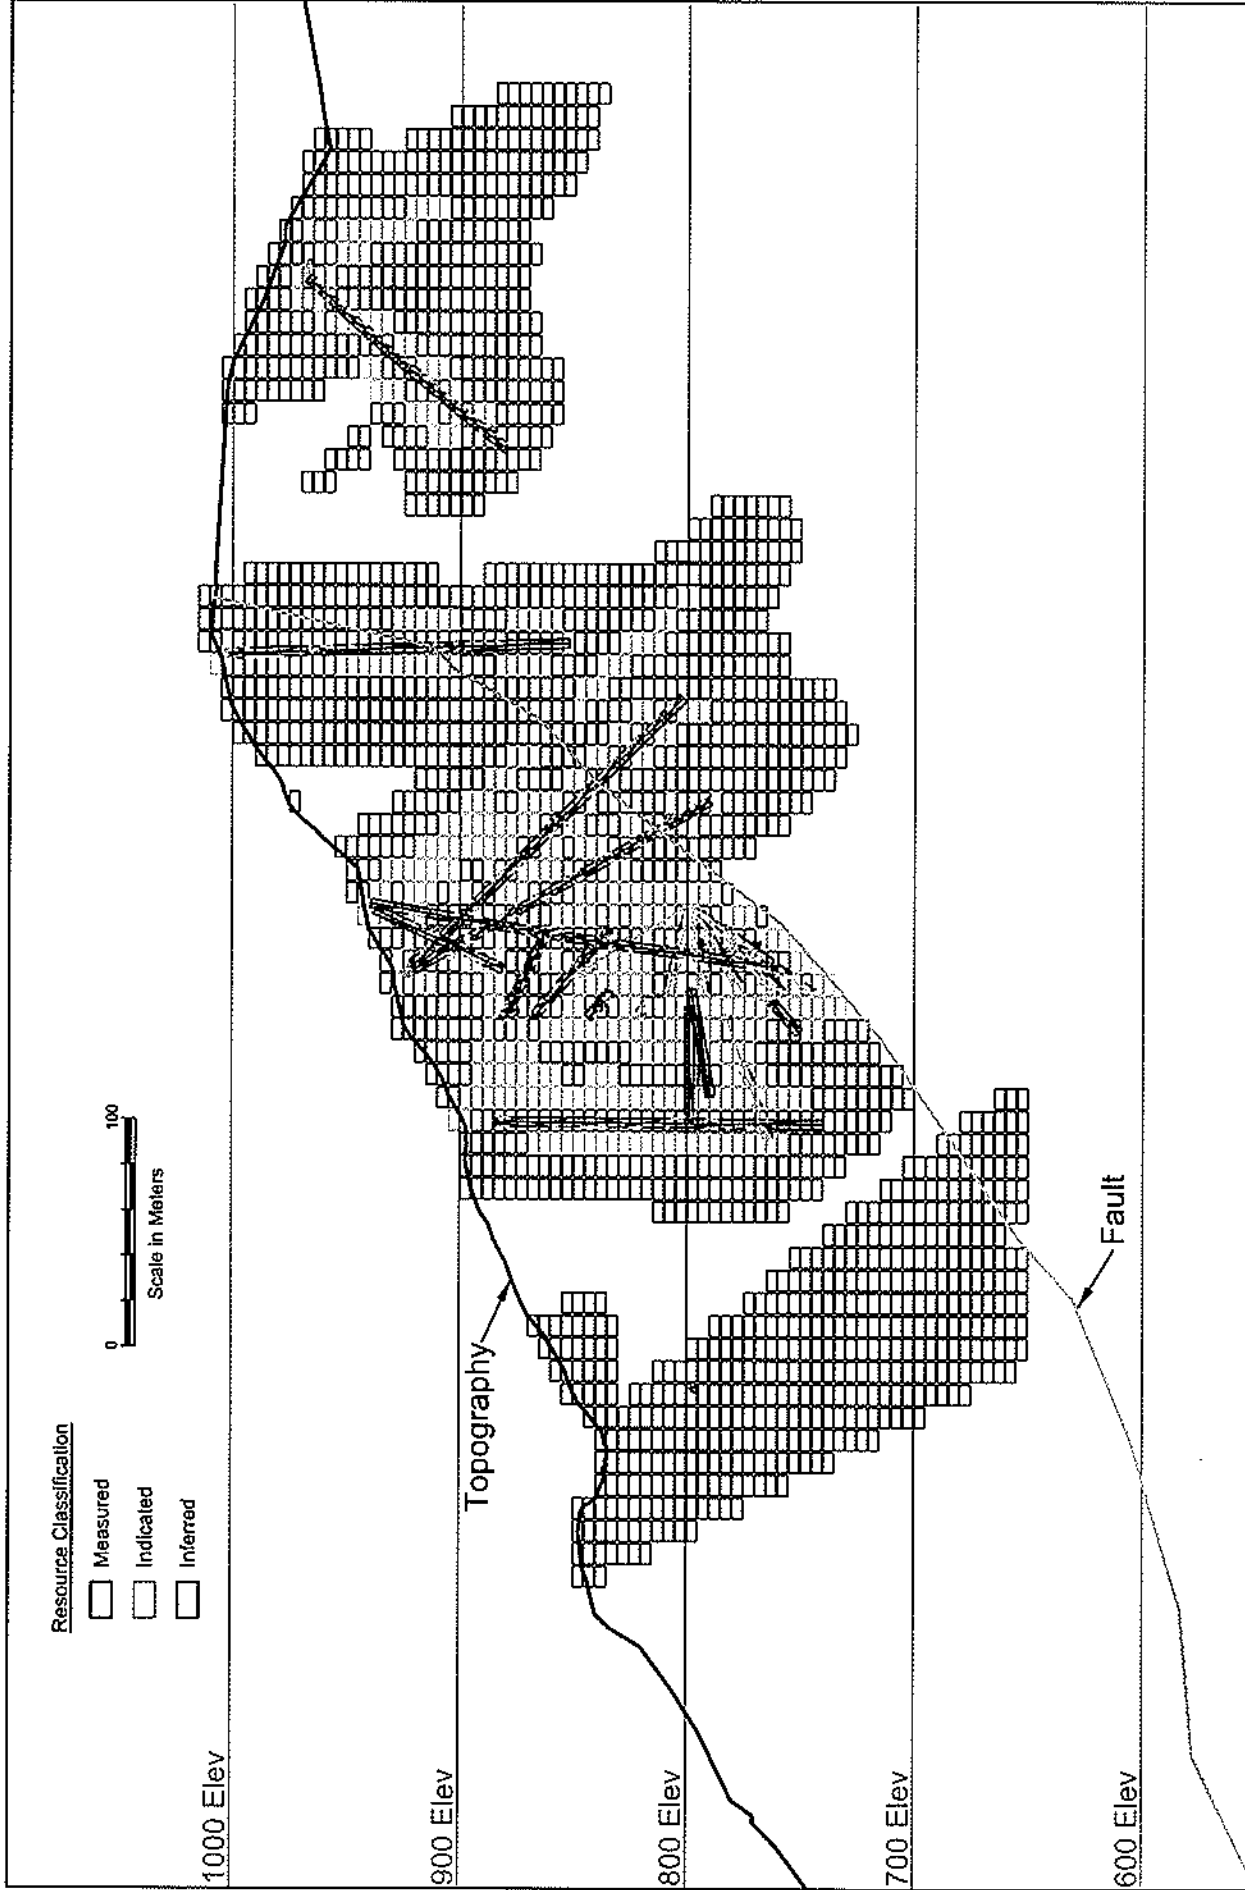 Resource Classification
Measured
Indicated
Inferred
0
100
Scale in Meters
1000 Elev
900 Elev
800 Elev
700 Elev
600 Elev
Topography
Fault